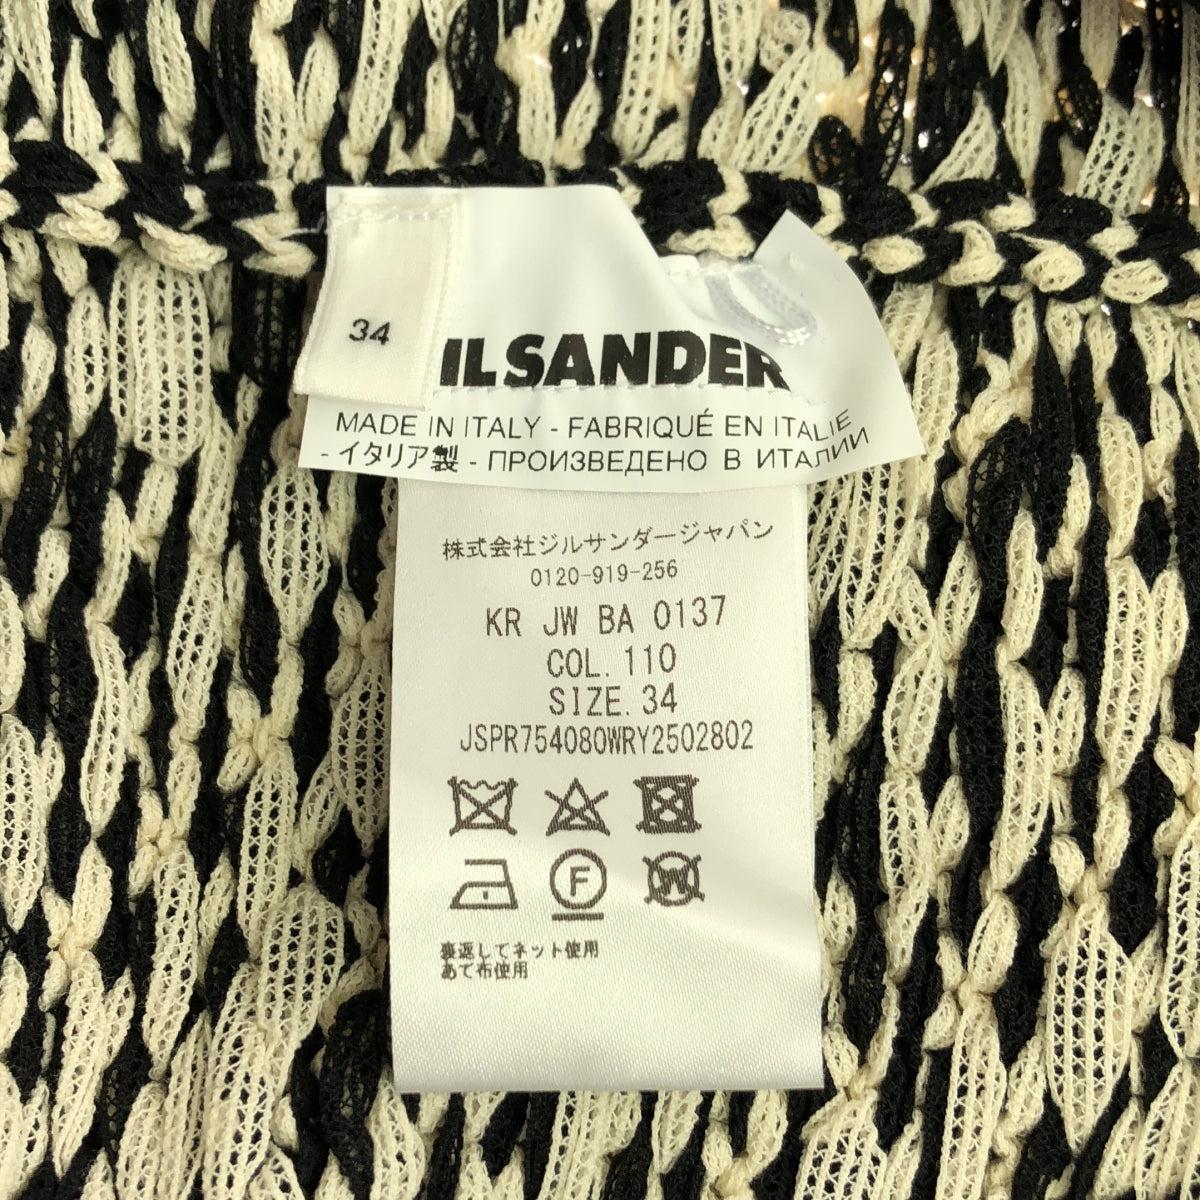 34
IL SANDER
MADE IN ITALY - FABRIQUÉ EN ITALIE
- イタリア製 - ПРОИЗВЕДЕНО В ИТАЛИИ
株式会社ジルサンダージャパン
0120-919-256
KR JW BA 0137
COL. 110
SIZE. 34
JSPR754080WRY2502802
F
W
裏返してネット使用
あて布使用